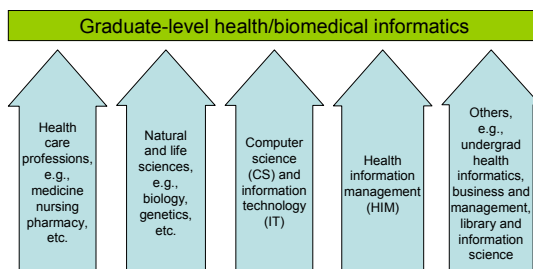 Graduate-level health/biomedical informatics
Health
care
professions,
e.g.,
medicine
nursing
pharmacy,
etc.
Natural
and life
sciences,
e.g.,
biology,
genetics,
etc.
Computer
science
(CS) and
information
technology
(IT)
Health
information
management
(HIM)
Others,
e.g.,
undergrad
health
informatics,
business and
management,
library and
information
science